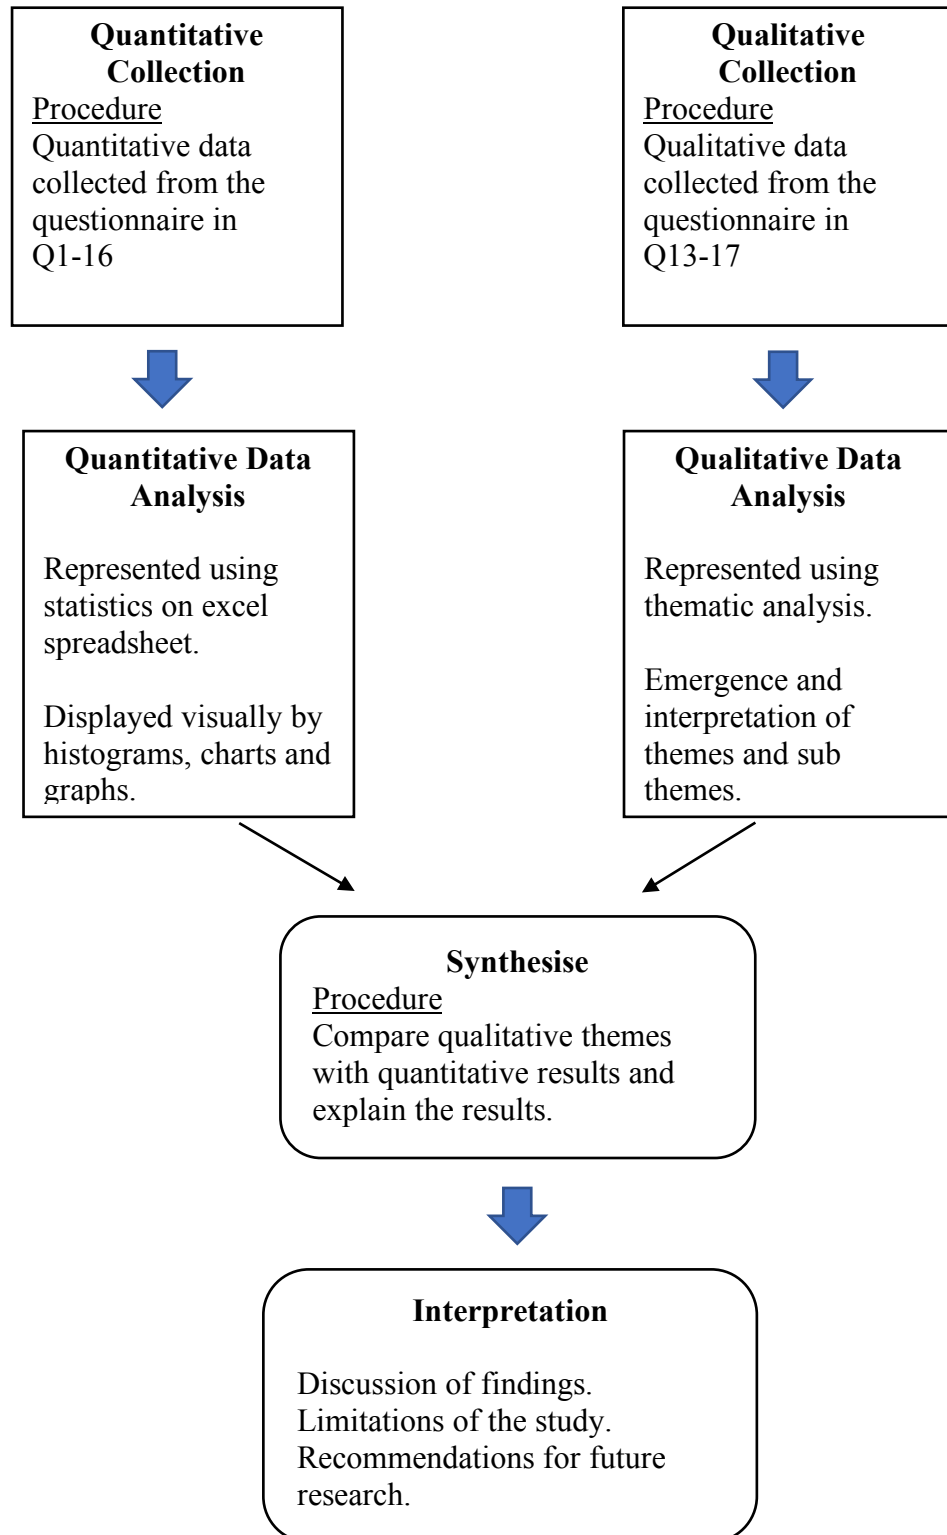 Quantitative
Collection
Procedure
Quantitative data
collected from the
questionnaire in
Q1-16
Qualitative
Collection
Procedure
Qualitative data
collected from the
questionnaire in
Q13-17
Quantitative Data
Analysis
Represented using
statistics on excel
spreadsheet.
Displayed visually by
histograms, charts and
graphs.
Qualitative Data
Analysis
Represented using
thematic analysis.
Emergence and
interpretation of
themes and sub
themes.
Synthesise
Procedure
Compare qualitative themes
with quantitative results and
explain the results.
Interpretation
Discussion of findings.
Limitations of the study.
Recommendations for future
research.